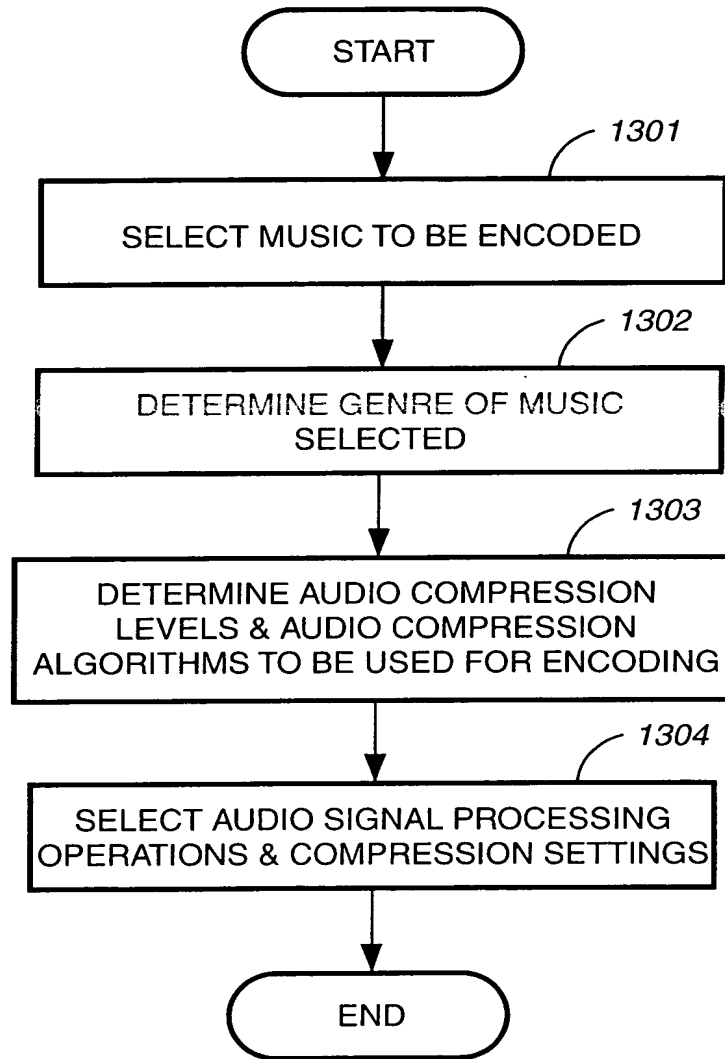 START
1301
SELECT MUSIC TO BE ENCODED
1302
DETERMINE GENRE OF MUSIC
SELECTED
1303
DETERMINE AUDIO COMPRESSION
LEVELS & AUDIO COMPRESSION
ALGORITHMS TO BE USED FOR ENCODING
1304
SELECT AUDIO SIGNAL PROCESSING
OPERATIONS & COMPRESSION SETTINGS
END